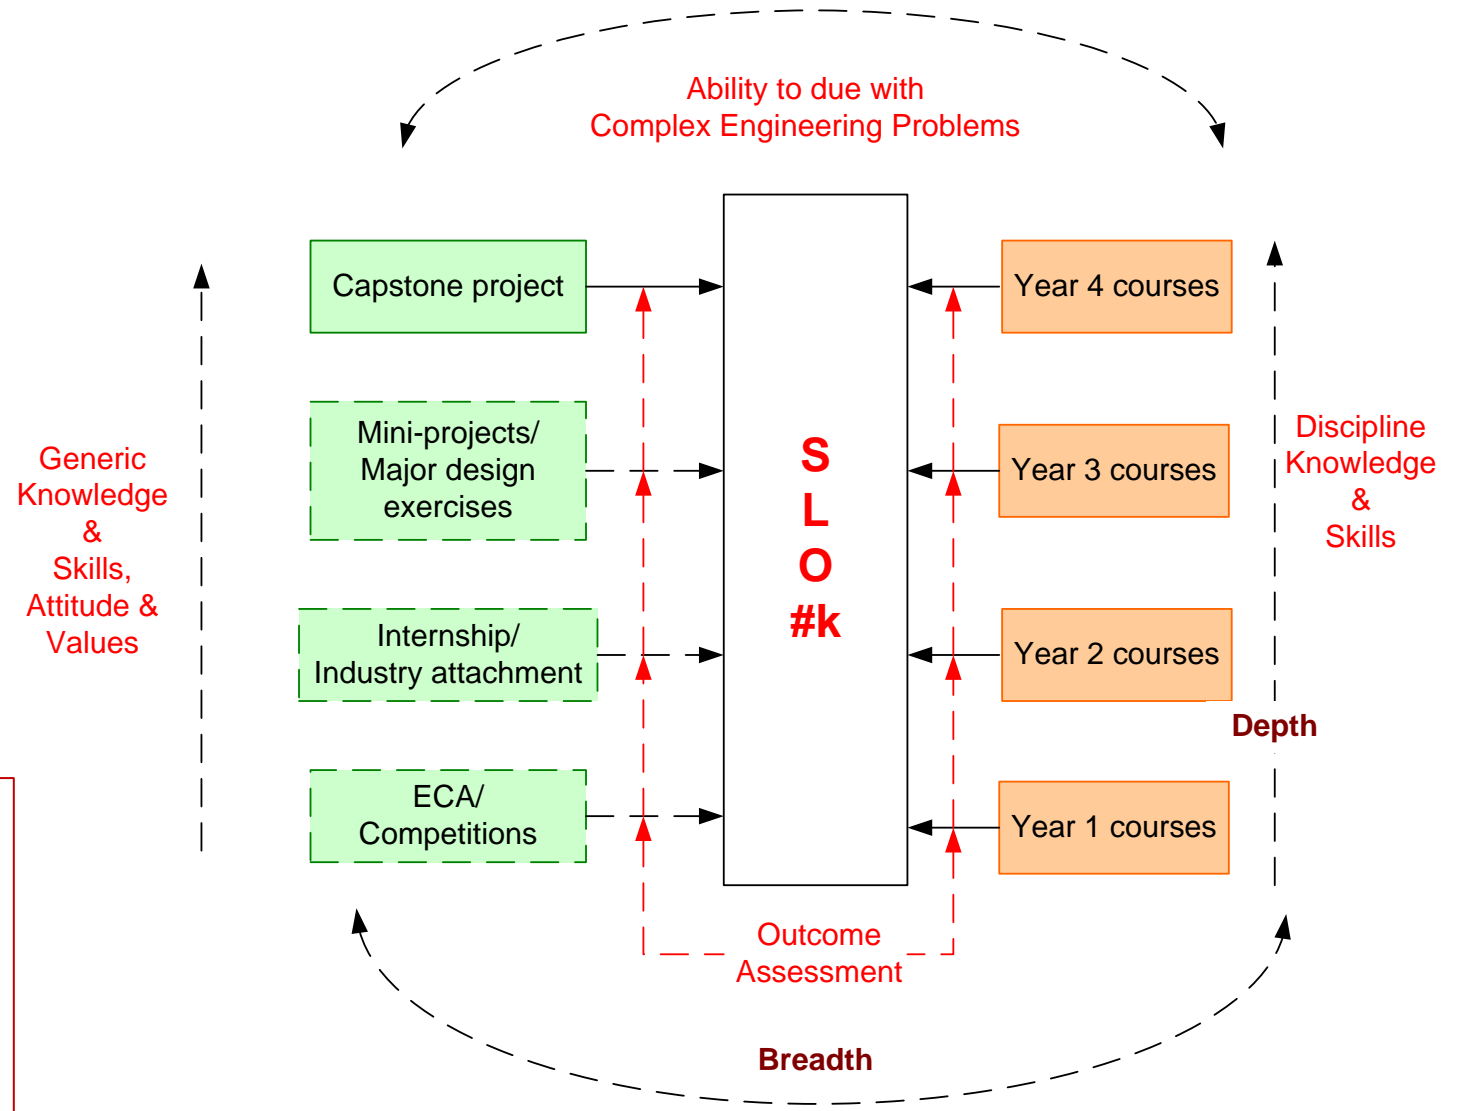 Ability to due with
Complex Engineering Problems
Capstone project
Mini-projects/
Major design
exercises
Internship/
Industry attachment
ECA/
Competitions
Generic
Knowledge
&
Skills,
Attitude &
Values
S
L
O
#k
Year 4 courses
Year 3 courses
Year 2 courses
Year 1 courses
Discipline
Knowledge
&
Skills
Depth
Outcome
Assessment
Breadth